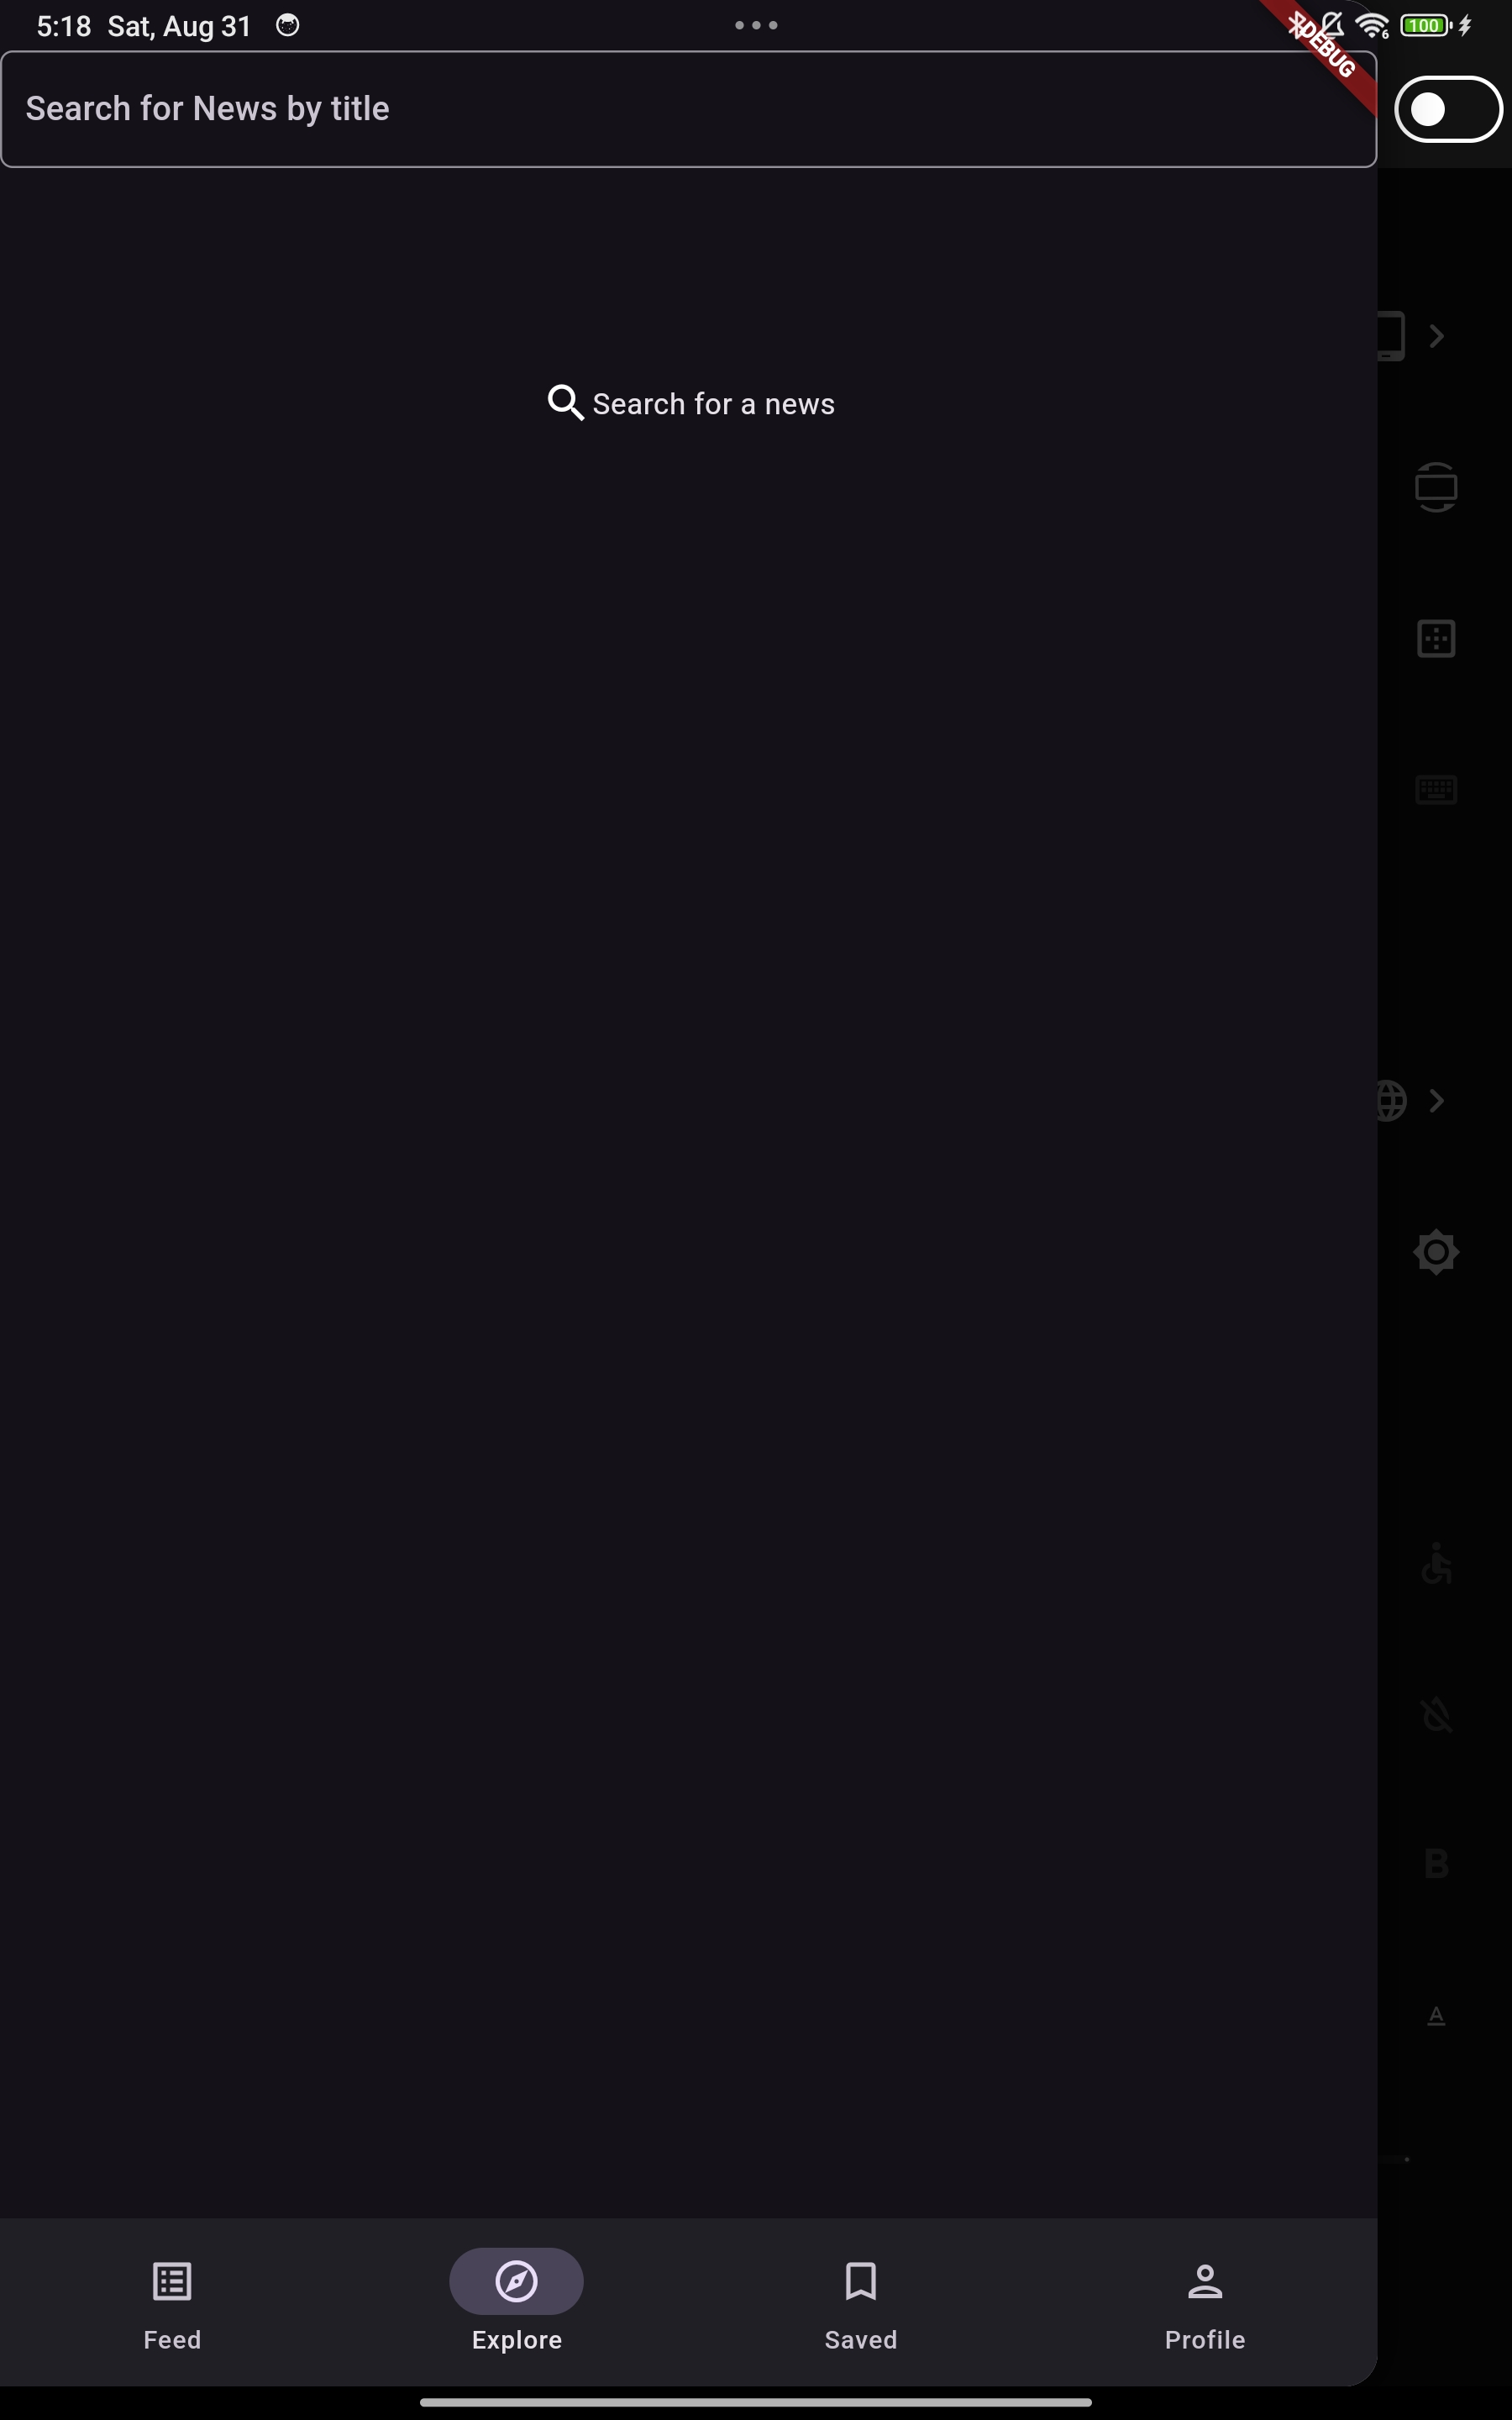 5:18 Sat, Aug 31
DEBUG
6
100
Search for News by title
Search for a news
B
A
Feed
Explore
Saved
Profile